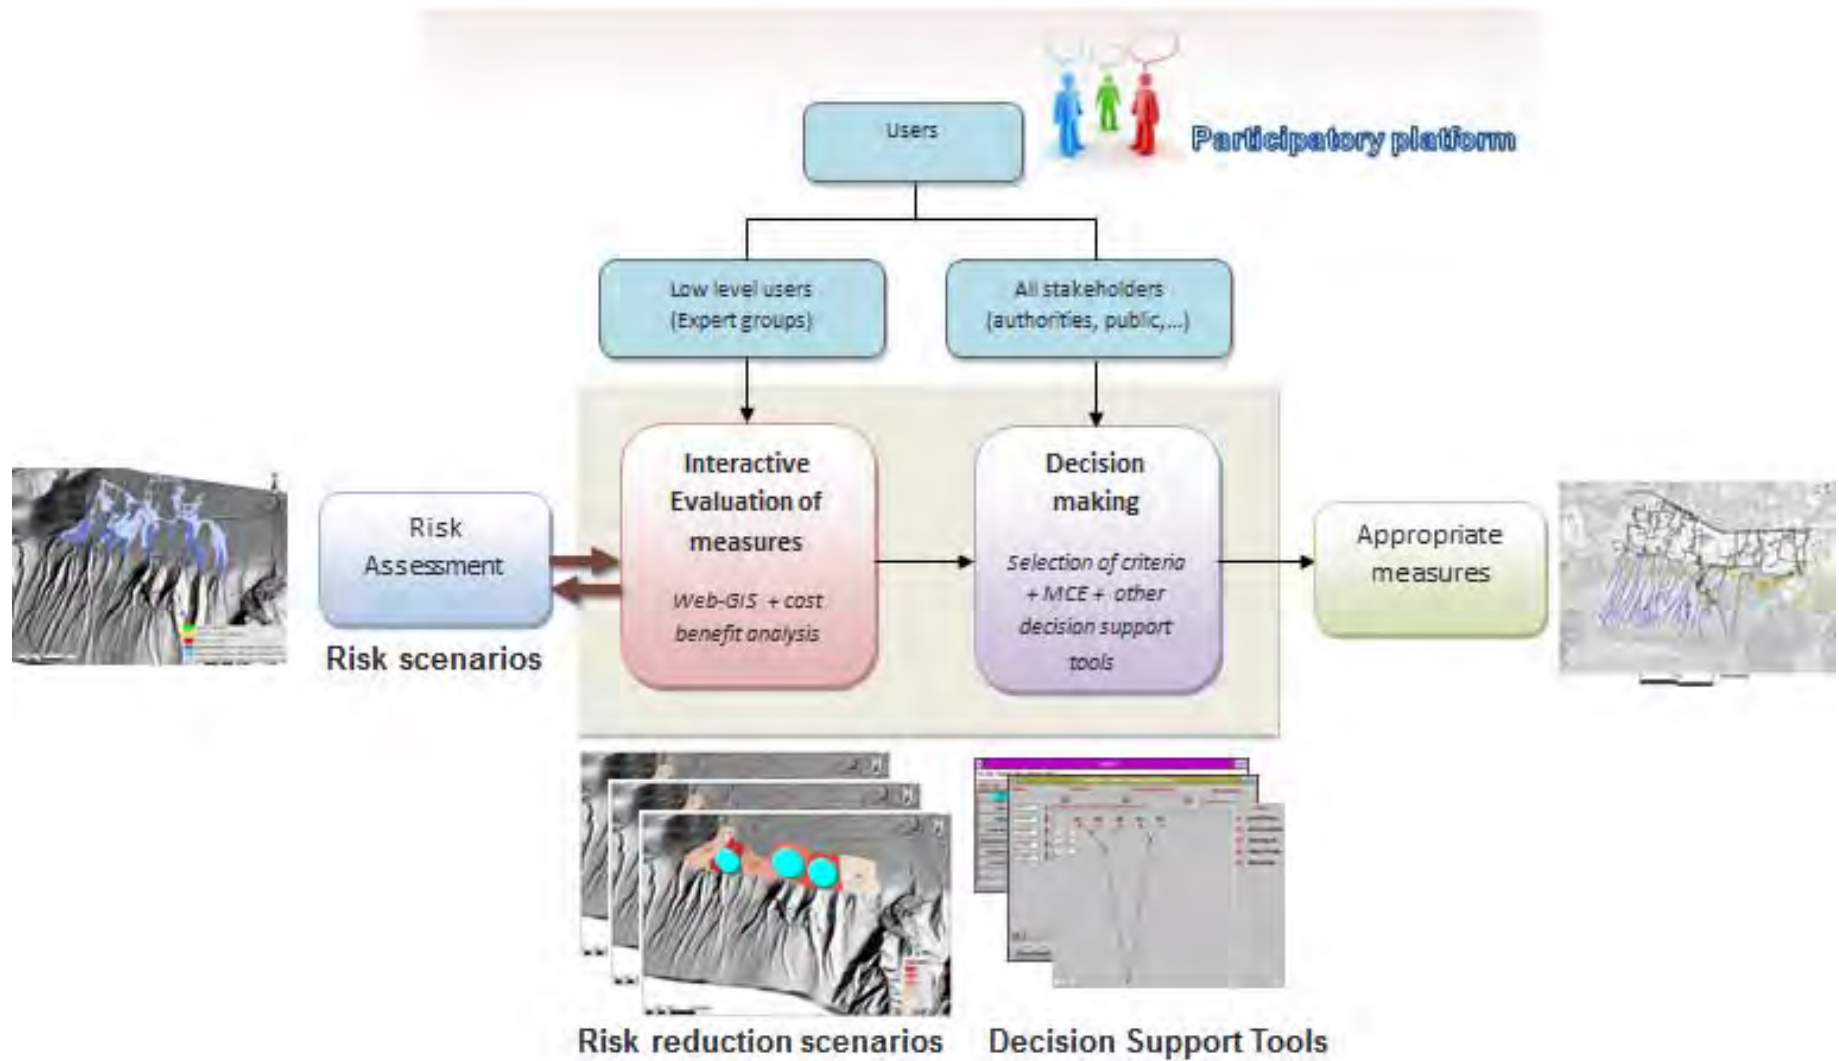 Users
Participatory platform
Low level users
(Expert groups)
All stakeholders
(authorities, public,...)
Interactive
Evaluation of
measures
Web-GIS + cost
benefit analysis
Decision
making
Selection of criteria
+ MCE + other
decision support
tools
Risk
Assessment
Risk scenarios
Appropriate
measures
Risk reduction scenarios
Decision Support Tools